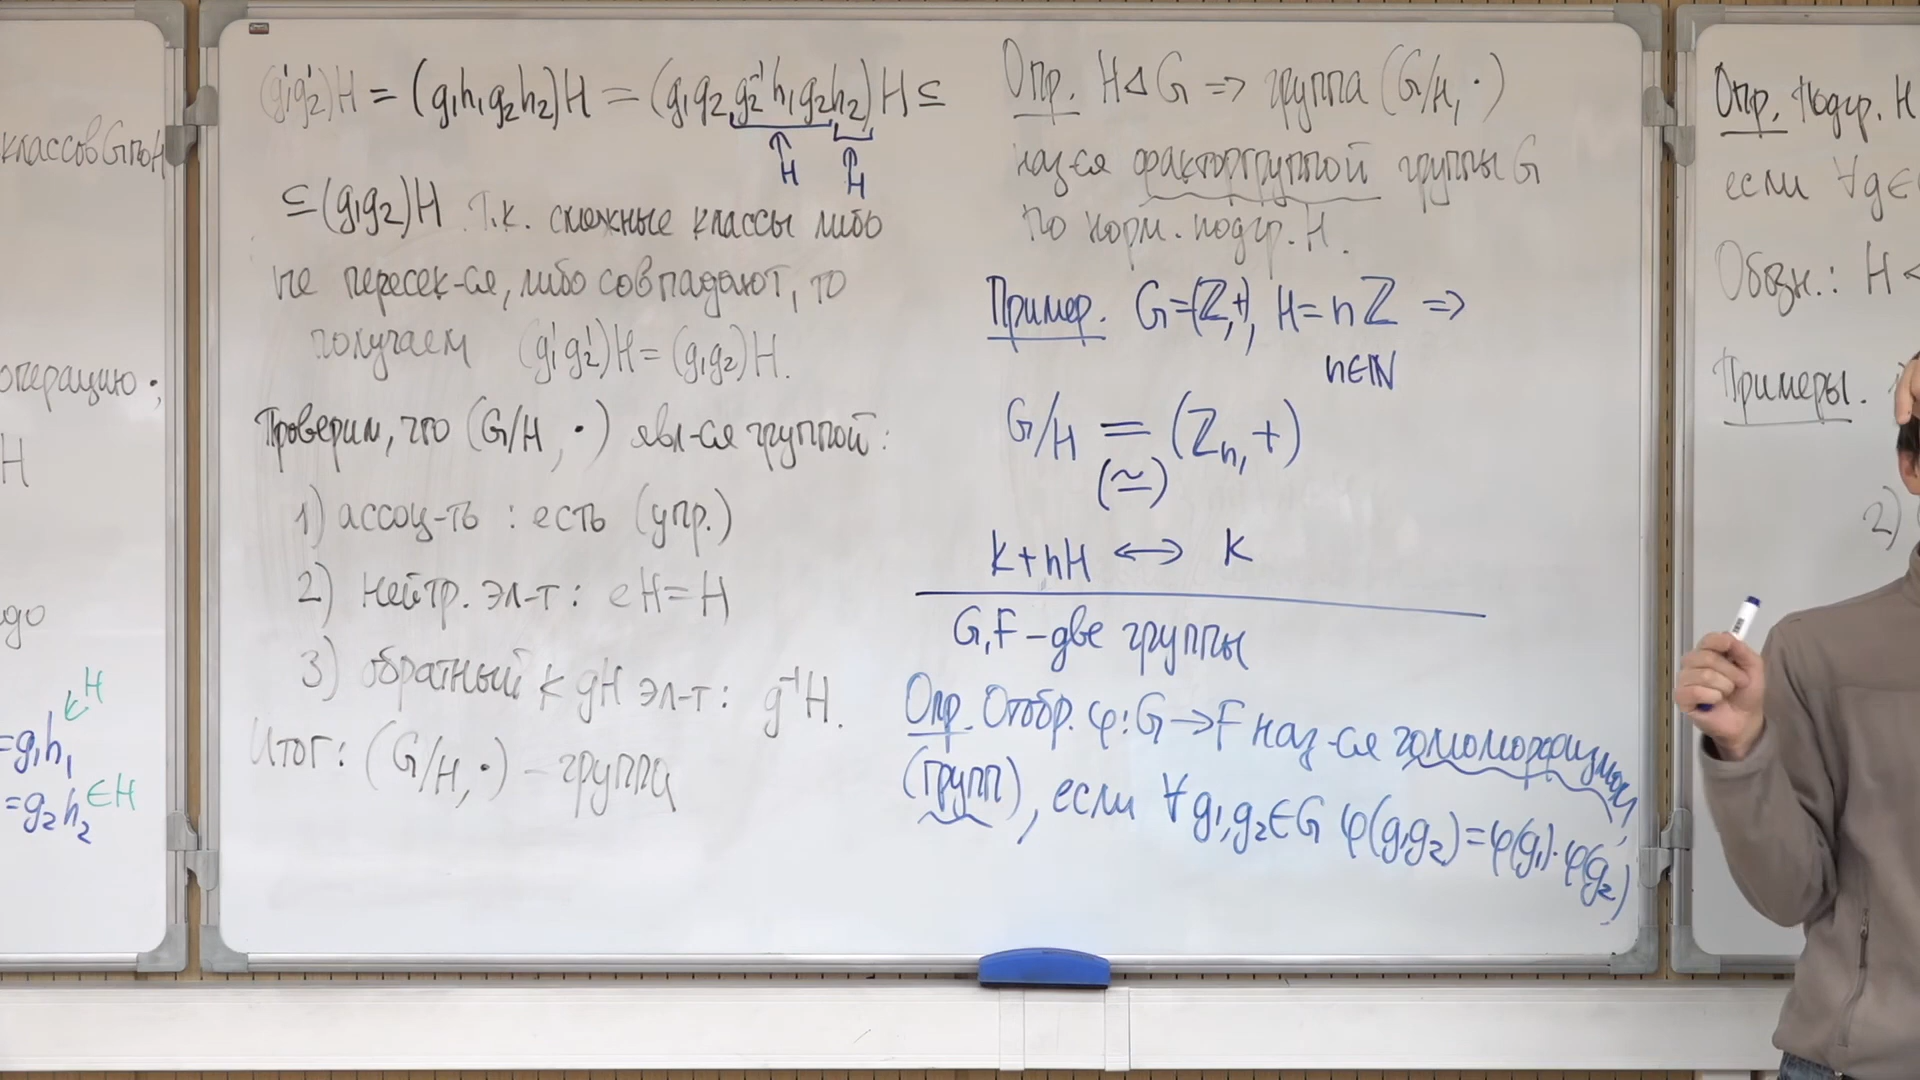 классов G по H
операцию ·;
H
∈H
=g₁h₁
=g₂h₂ ∈H
(g₁'g₂')H = (g₁h₁g₂h₂)H = (g₁g₂g₂⁻¹h₁g₂h₂)H ⊆
H H
⊆(g₁g₂)H. Т.к. смежные классы либо
не пересек-ся, либо совпадают, то
получаем (g₁'g₂')H = (g₁g₂)H.
Проверим, что (G/H, ·) явл-ся группой:
1) ассоц-ть : есть (упр.)
2) нейтр. эл-т: eH=H
3) обратный к gH эл-т: g⁻¹H.
Итог: (G/H, ·) – группа
Опр. H⊲G ⇒ группа (G/H, ·)
наз-ся факторгруппой группы G
по норм. подгр. H.
Пример. G=(ℤ,+), H=nℤ ⇒
n∈ℕ
G/H = (ℤn, +)
(≃)
k+nH ↔ k
G,F – две группы
Опр. Отобр. φ: G→F наз-ся гомоморфизмом
(групп), если ∀g₁,g₂∈G φ(g₁g₂)=φ(g₁)·φ(g₂)
Опр. Подгр. H
если ∀g∈
Обозн.: H
Примеры.
2)